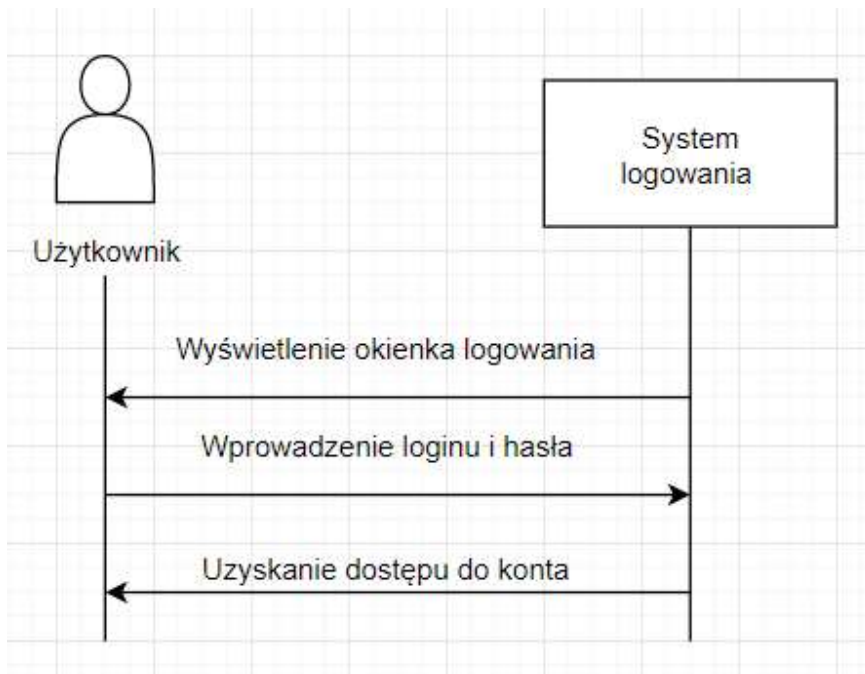 System
logowania
Użytkownik
Wyświetlenie okienka logowania
Wprowadzenie loginu i hasła
Uzyskanie dostępu do konta